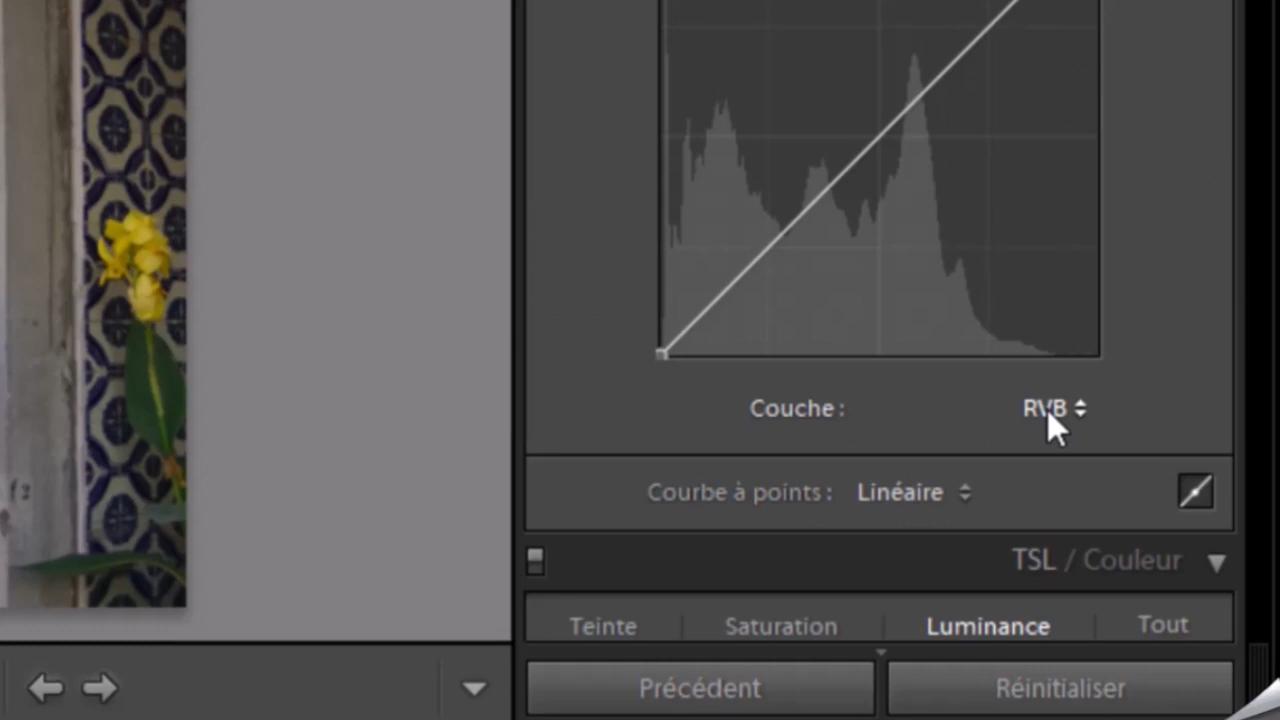 Couche : RVB
Courbe à points : Linéaire
TSL / Couleur
Teinte Saturation Luminance Tout
Précédent Réinitialiser